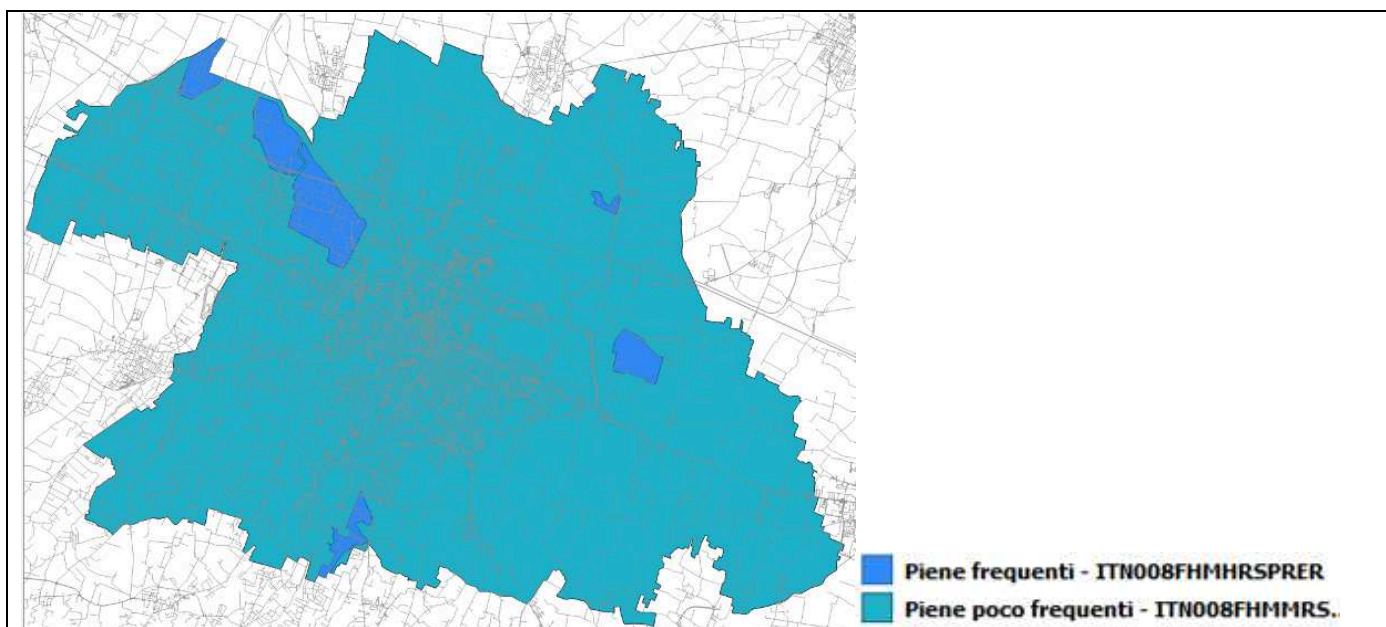 Piene frequenti - ITN008FHMHRSPRER
Piene poco frequenti - ITN008FHMMRS..